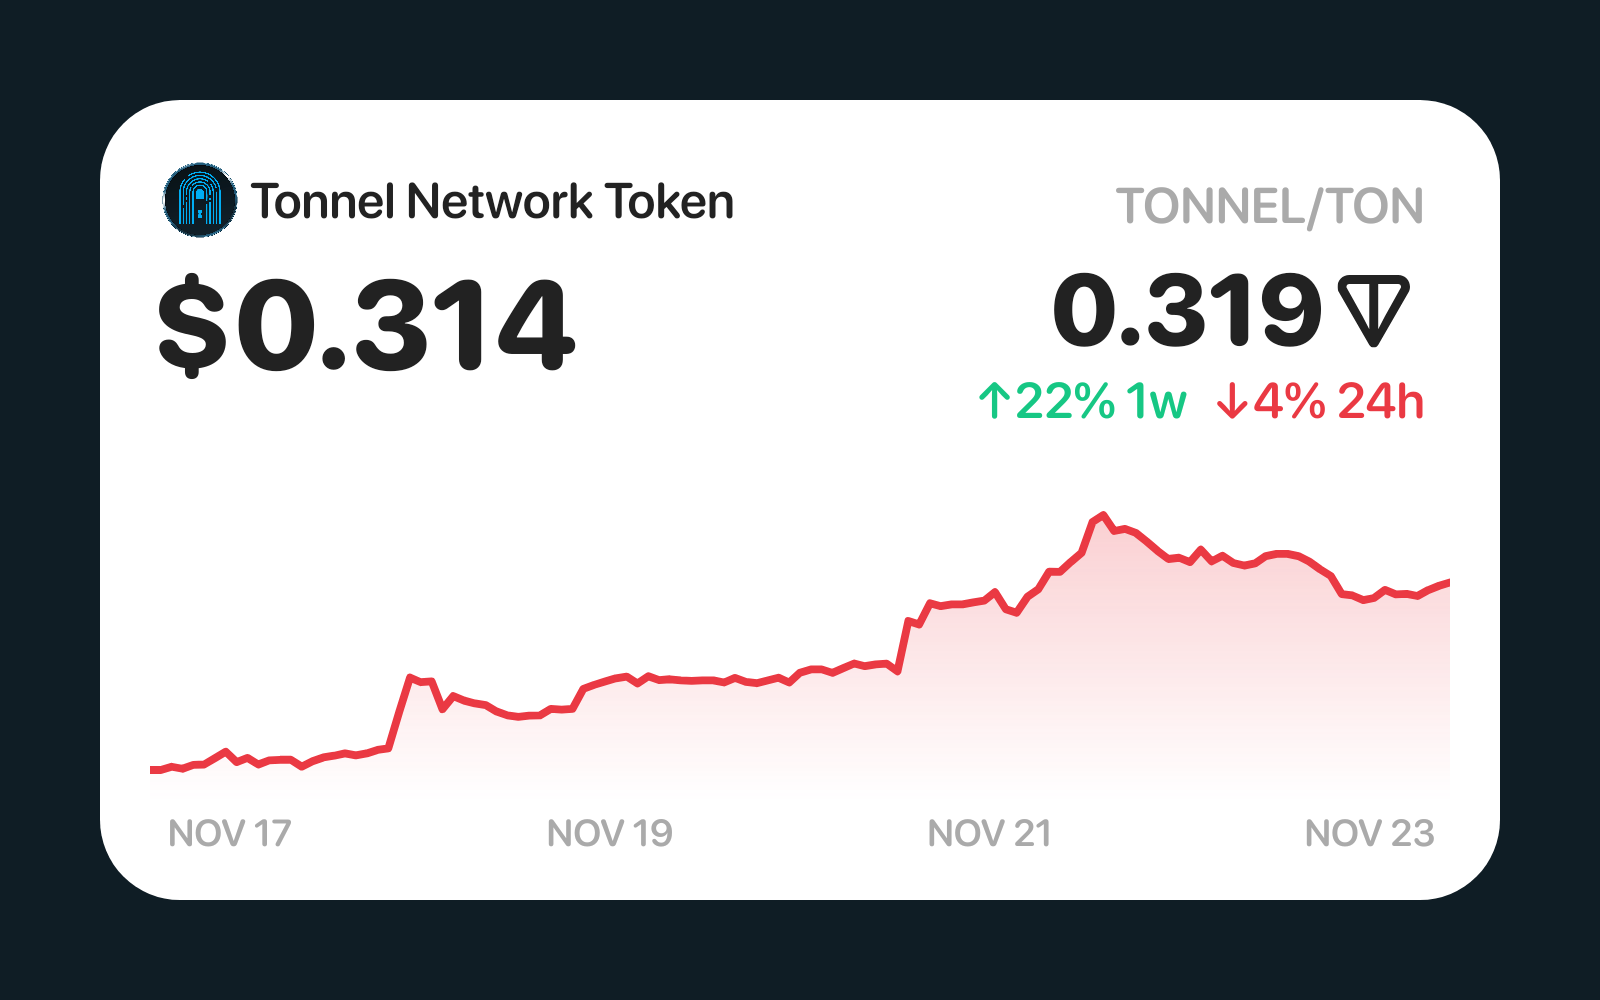 Tonnel Network Token
TONNEL/TON
$0.314
0.319
↑22% 1w ↓4% 24h
NOV 17 NOV 19 NOV 21 NOV 23